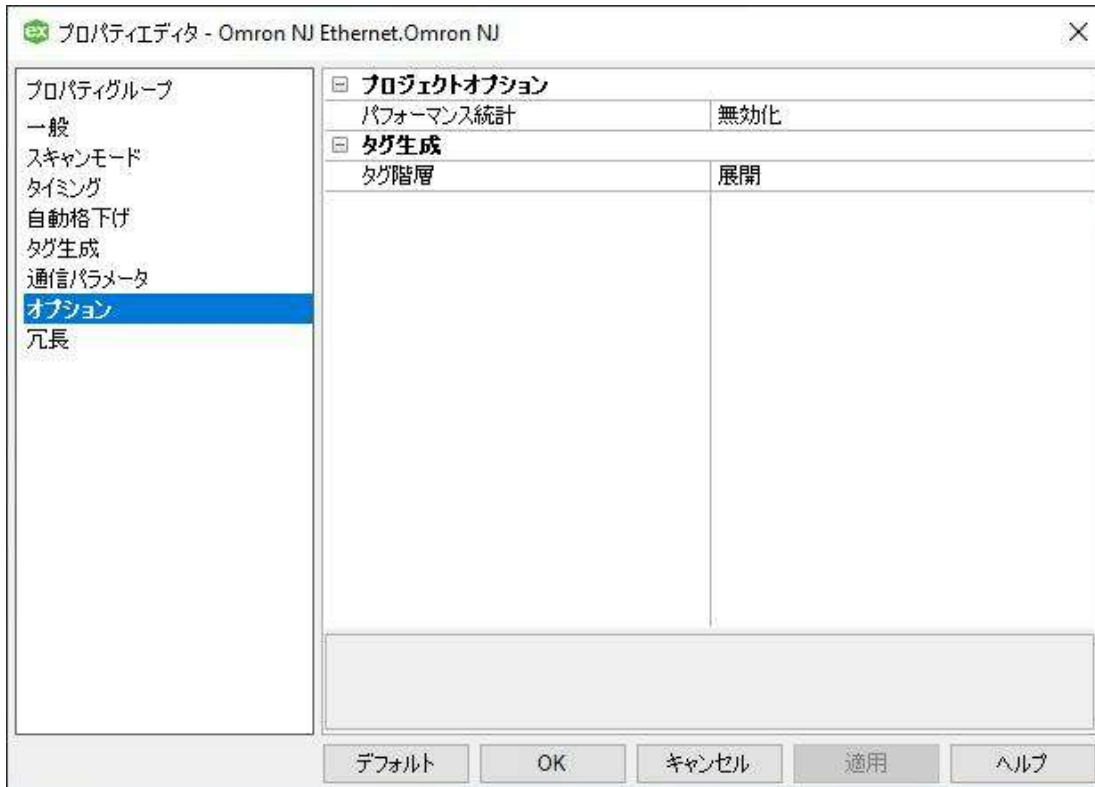 プロパティエディタ - Omron NJ Ethernet.Omron NJ
プロパティグループ
一般
スキャンモード
タイミング
自動格下げ
タグ生成
通信パラメータ
オプション
冗長
プロジェクトオプション
パフォーマンス統計 無効化
タグ生成
タグ階層 展開
デフォルト OK キャンセル 適用 ヘルプ